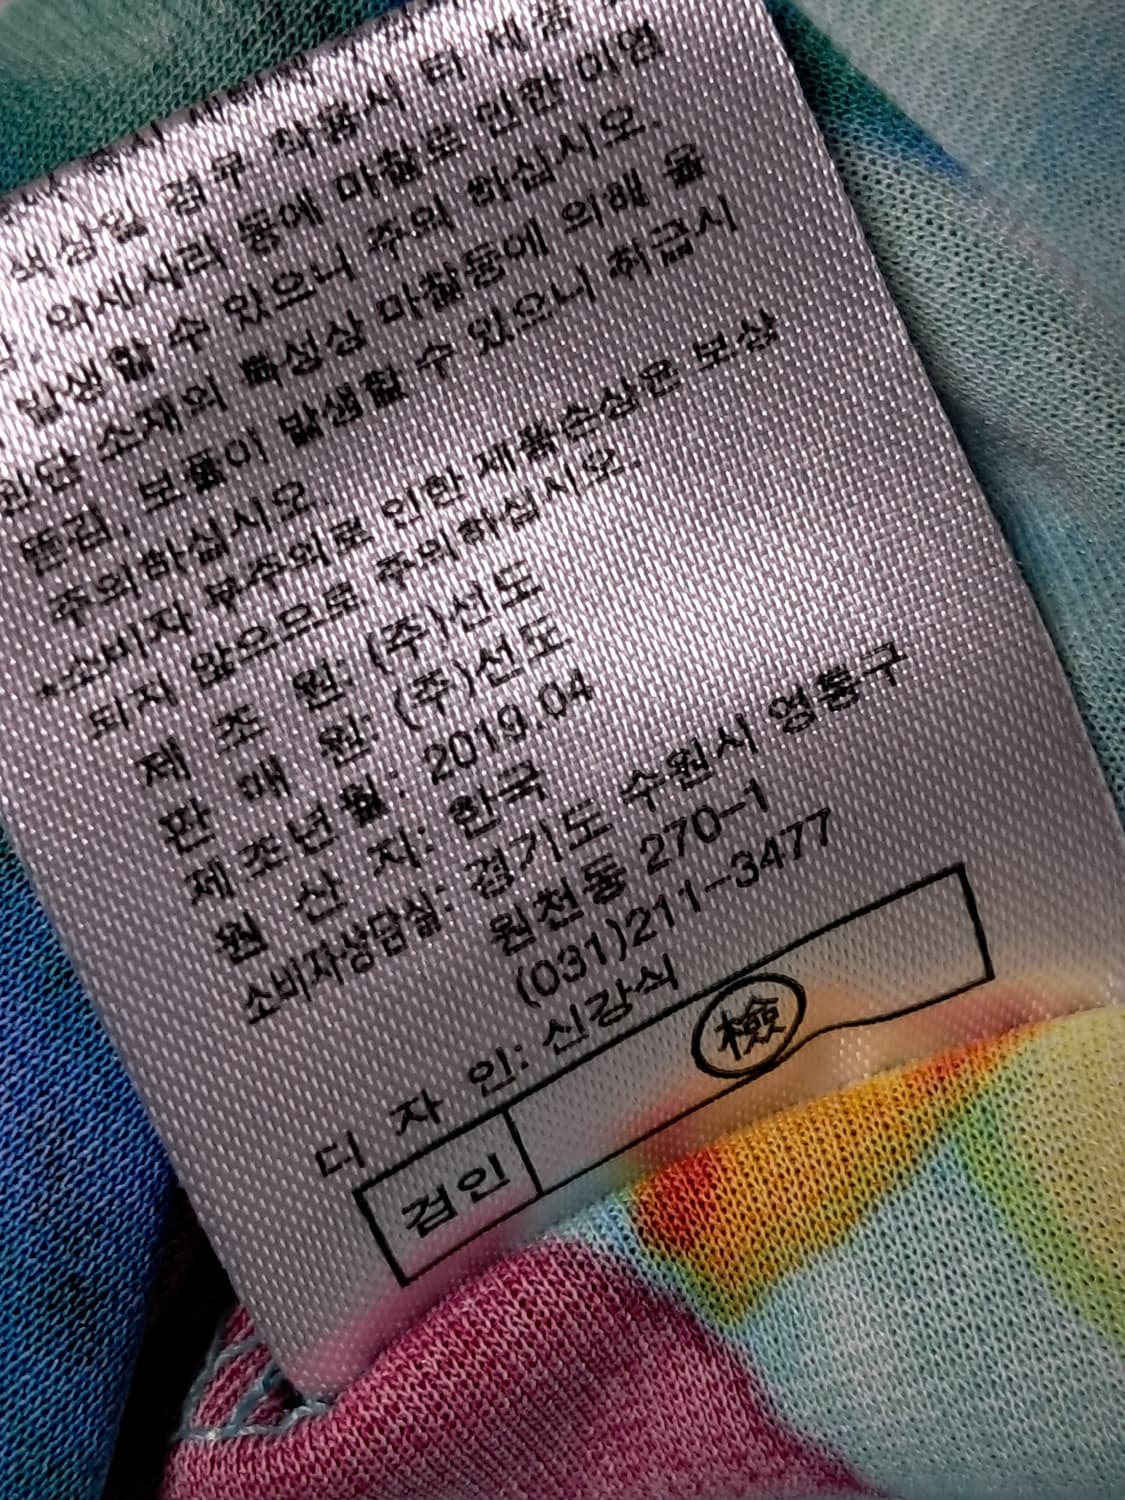 색상일 경우 착용시 타 제품
악세사리 등에 마찰로 인한 이염
발생할 수 있으니 주의 하십시오.
원단 소재의 특성상 마찰등에 의해 올
뜯김, 보풀이 발생할 수 있으니 취급시
주의하십시오.
*소비자 부주의로 인한 제품손상은 보상
되지 않으므로 주의하십시오.
제 조 원: (주)선도
판 매 원: (주)선도
제조년월: 2019.04
원 산 지: 한국
소비자상담실: 경기도 수원시 영통구
원천동 270-1
(031)211-3477
디 자 인: 신강식
검인 檢